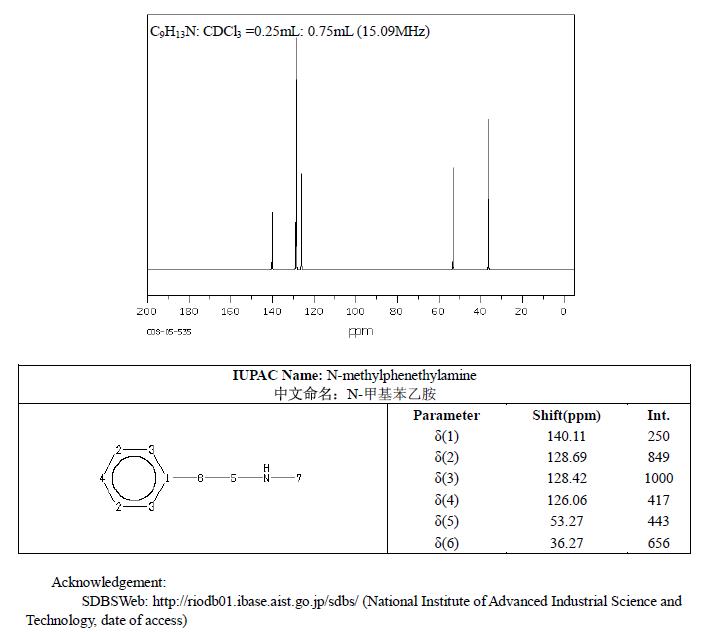 C₉H₁₃N: CDCl₃ =0.25mL: 0.75mL (15.09MHz)
200 180 160 140 120 100 80 60 40 20 0
CDS-05-535
ppm
IUPAC Name: N-methylphenethylamine
中文命名：N-甲基苯乙胺
Parameter Shift(ppm) Int.
δ(1) 140.11 250
δ(2) 128.69 849
δ(3) 128.42 1000
δ(4) 126.06 417
δ(5) 53.27 443
δ(6) 36.27 656
2 3
H
4 1 6 5 N 7
2 3
Acknowledgement:
SDBSWeb: http://riodb01.ibase.aist.go.jp/sdbs/ (National Institute of Advanced Industrial Science and
Technology, date of access)